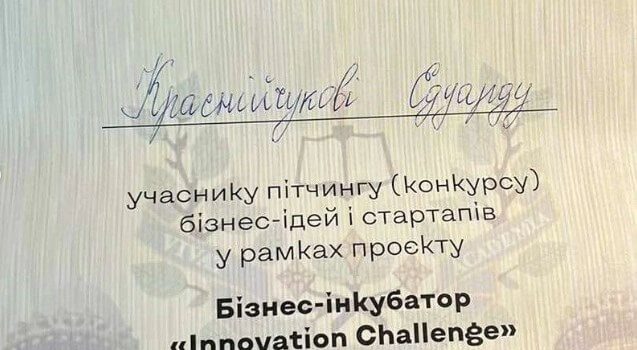 Краснійчукові Едуарду
учаснику пітчингу (конкурсу)
бізнес-ідей і стартапів
у рамках проєкту
Бізнес-інкубатор
«Innovation Challenge»